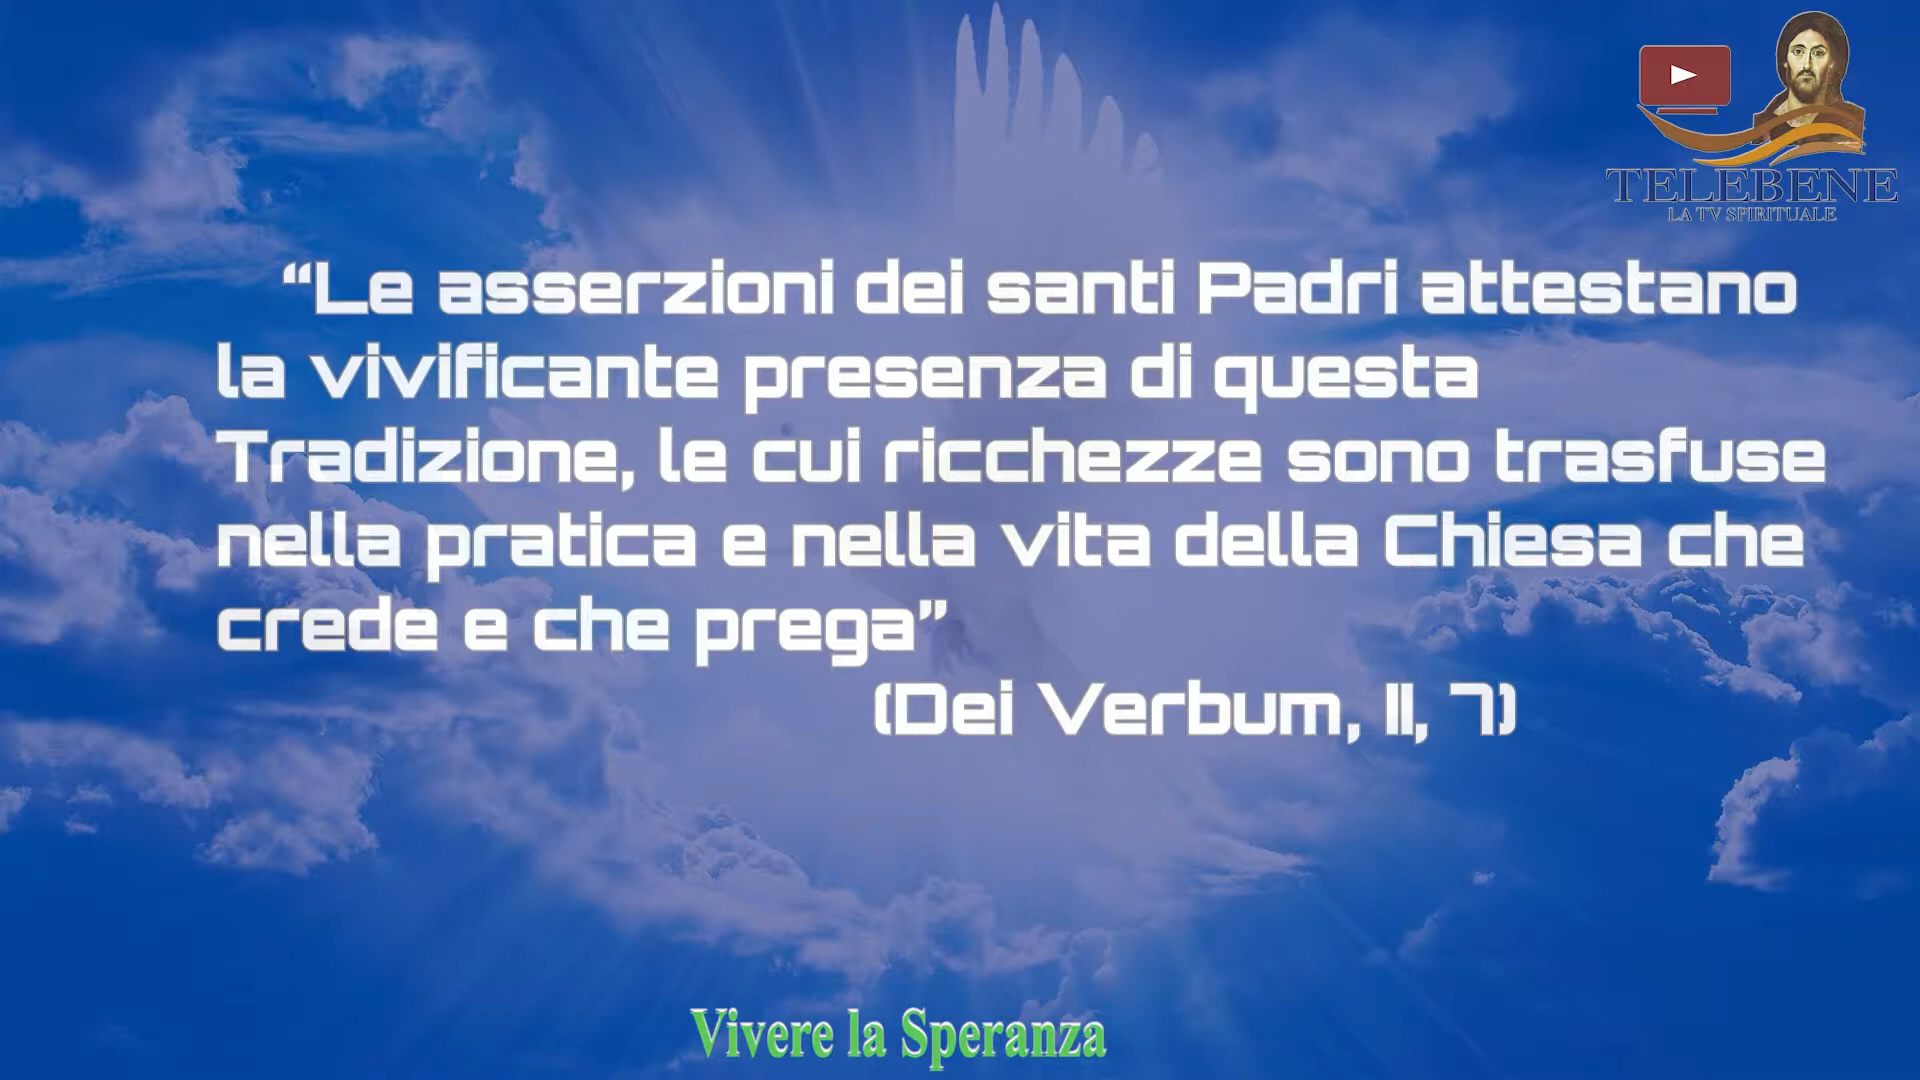 TELEBENE
LA TV SPIRITUALE
“Le asserzioni dei santi Padri attestano
la vivificante presenza di questa
Tradizione, le cui ricchezze sono trasfuse
nella pratica e nella vita della Chiesa che
crede e che prega”
(Dei Verbum, II, 7)
Vivere la Speranza